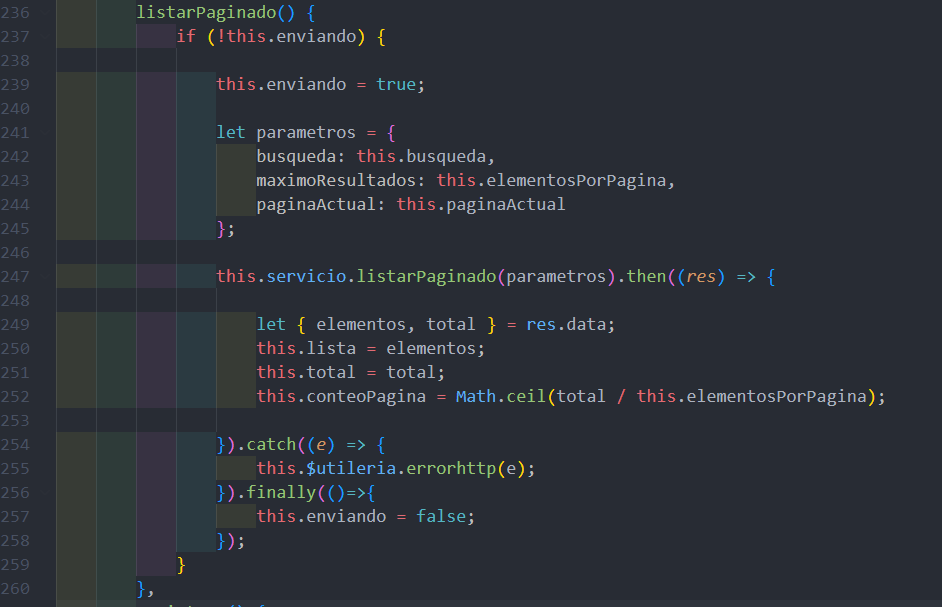 236 listarPaginado() {
237 if (!this.enviando) {
238
239 this.enviando = true;
240
241 let parametros = {
242 busqueda: this.busqueda,
243 maximoResultados: this.elementosPorPagina,
244 paginaActual: this.paginaActual
245 };
246
247 this.servicio.listarPaginado(parametros).then((res) => {
248
249 let { elementos, total } = res.data;
250 this.lista = elementos;
251 this.total = total;
252 this.conteoPagina = Math.ceil(total / this.elementosPorPagina);
253
254 }).catch((e) => {
255 this.$utileria.errorhttp(e);
256 }).finally(()=>{
257 this.enviando = false;
258 });
259 }
260 },